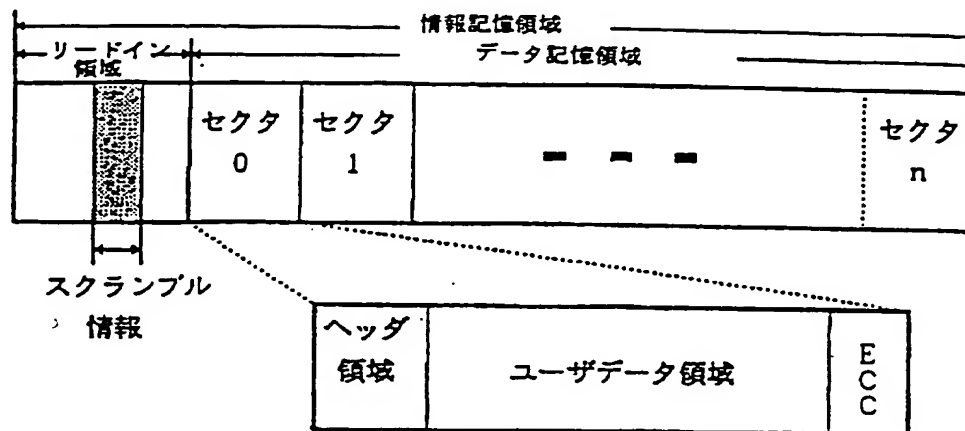 情報記憶領域
リードイン
領域
データ記憶領域
セクタ
0
セクタ
1
セクタ
n
スクランブル
情報
ヘッダ
領域
ユーザデータ領域
ECC